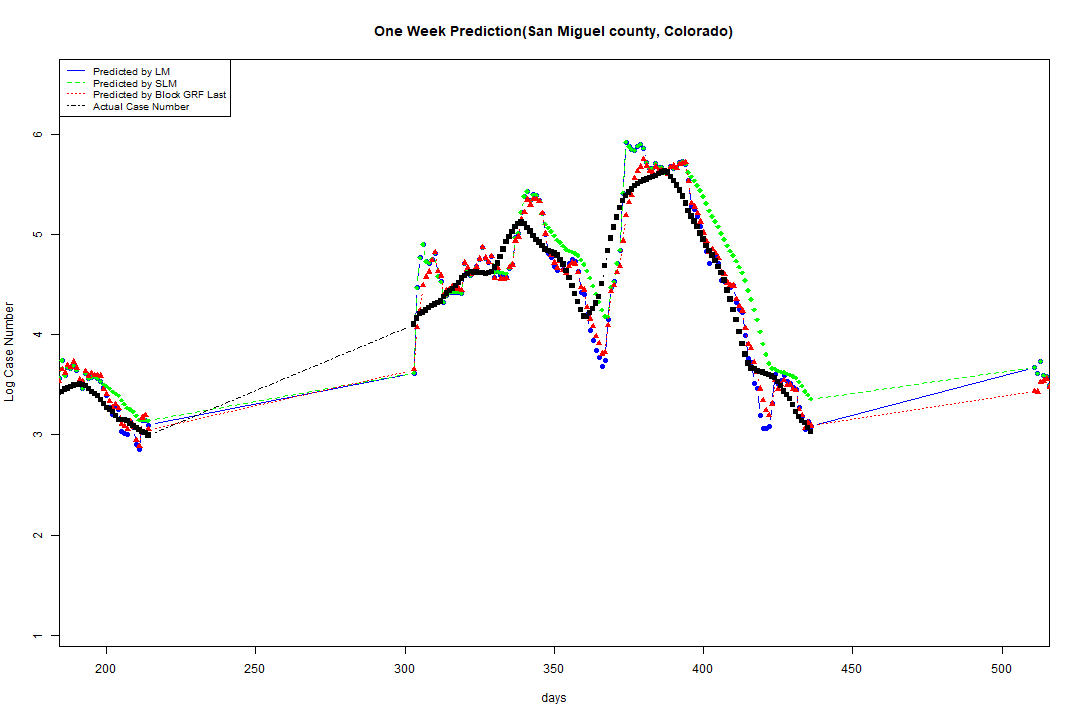 One Week Prediction(San Miguel county, Colorado)
Predicted by LM
Predicted by SLM
Predicted by Block GRF Last
Actual Case Number
Log Case Number
6
5
4
3
2
1
200 250 300 350 400 450 500
days